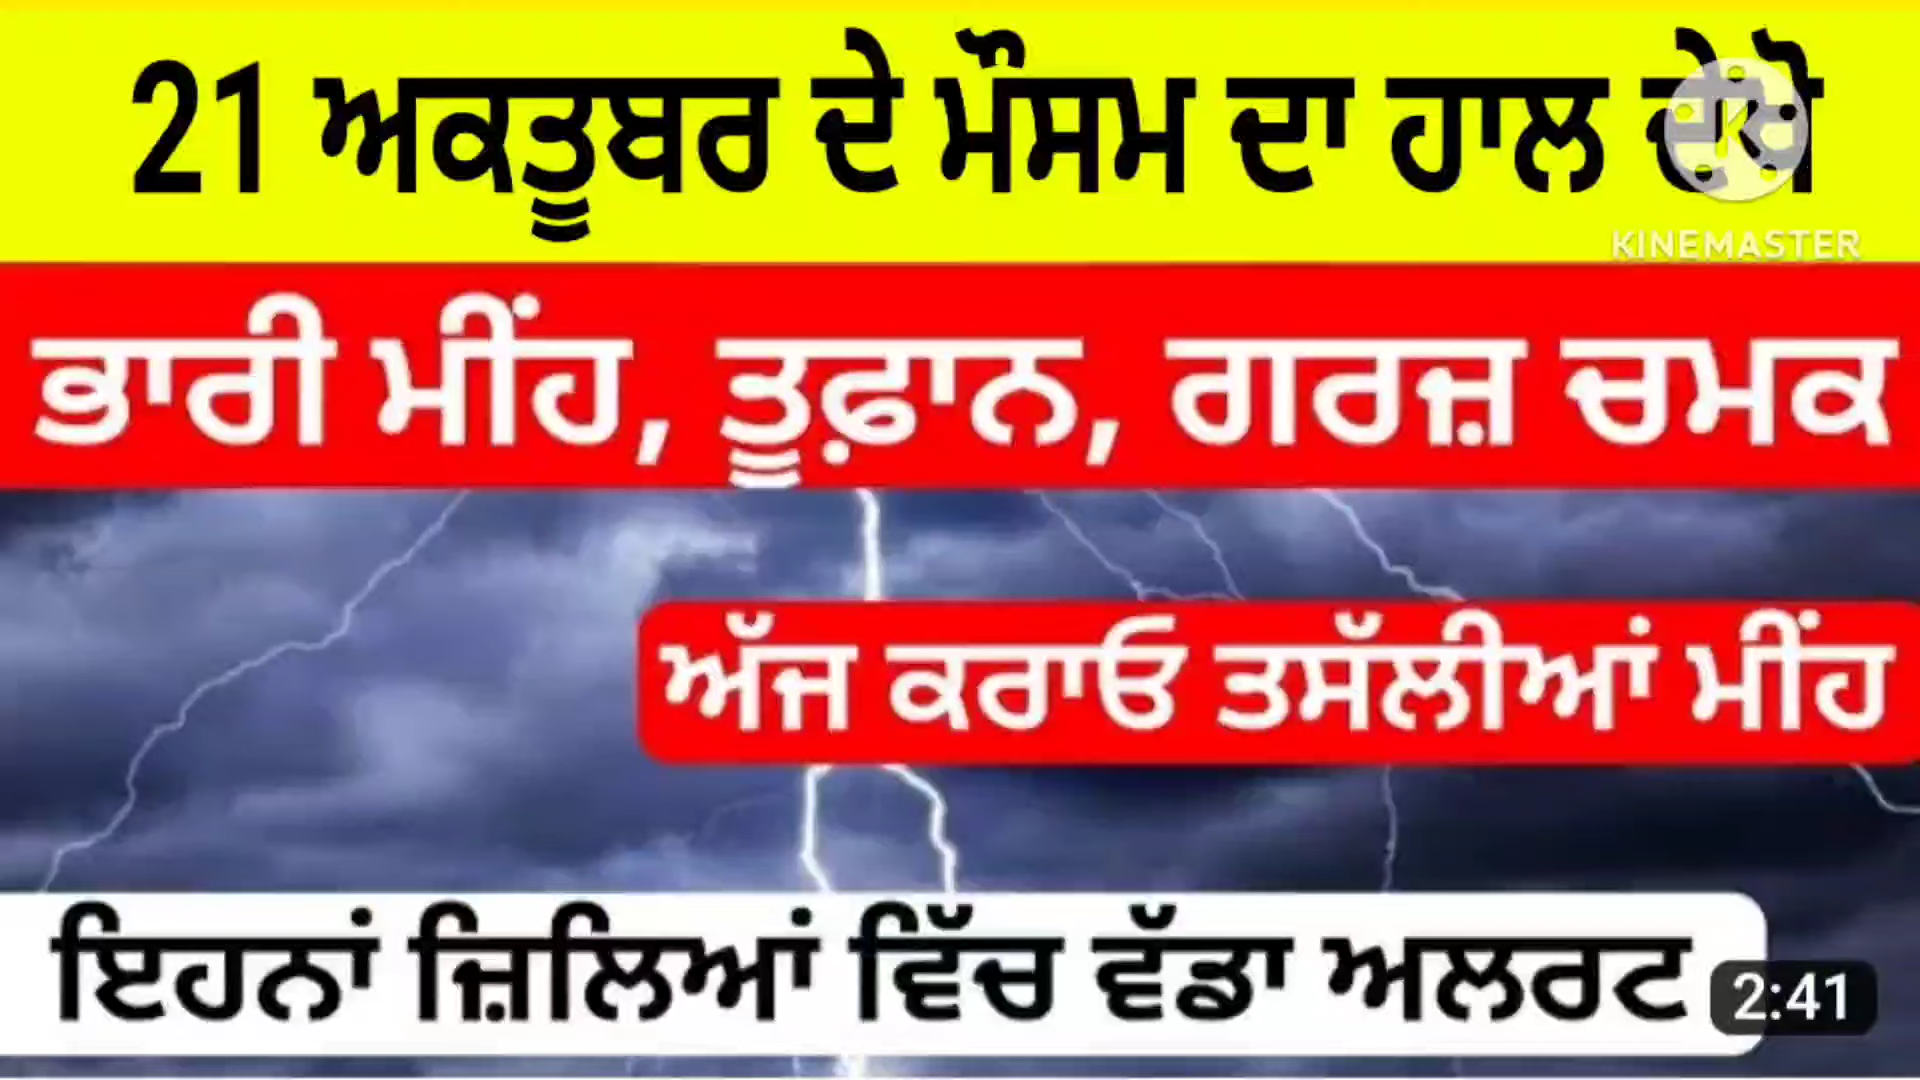 21 ਅਕਤੂਬਰ ਦੇ ਮੌਸਮ ਦਾ ਹਾਲ ਦੇਖੋ
KINEMASTER
ਭਾਰੀ ਮੀਂਹ, ਤੂਫ਼ਾਨ, ਗਰਜ਼ ਚਮਕ
ਅੱਜ ਕਰਾਓ ਤਸੱਲੀਆਂ ਮੀਂਹ
ਇਹਨਾਂ ਜ਼ਿਲਿਆਂ ਵਿੱਚ ਵੱਡਾ ਅਲਰਟ
2:41